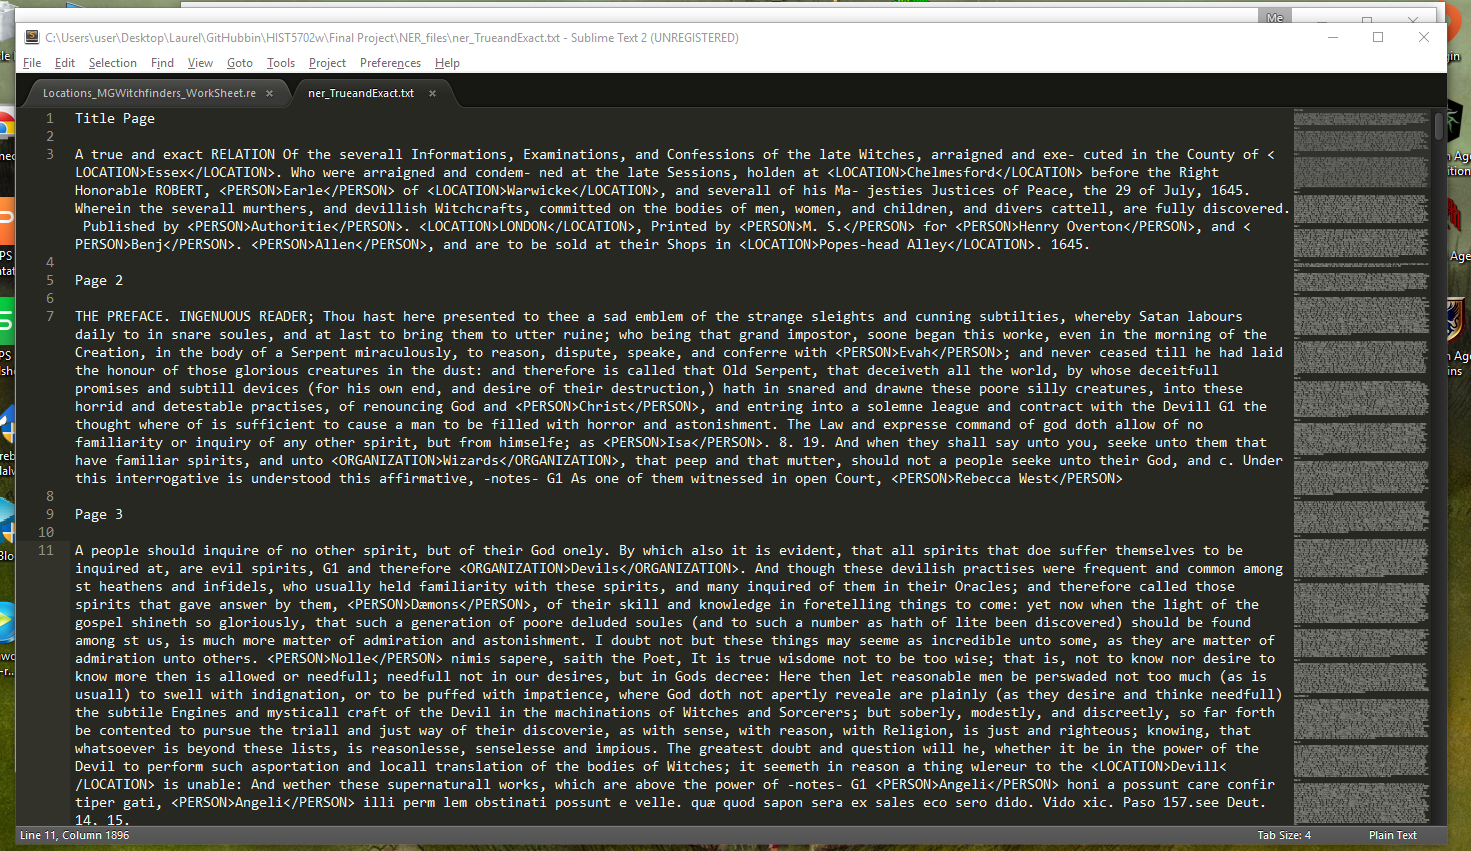 Me
C:\Users\user\Desktop\Laurel\GitHubbin\HIST5702w\Final Project\NER_files\ner_TrueandExact.txt - Sublime Text 2 (UNREGISTERED)
File Edit Selection Find View Goto Tools Project Preferences Help
Locations_MGWitchfinders_WorkSheet.re × ner_TrueandExact.txt ×
1 Title Page
2
3 A true and exact RELATION Of the severall Informations, Examinations, and Confessions of the late Witches, arraigned and exe- cuted in the County of <
LOCATION>Essex</LOCATION>. Who were arraigned and condem- ned at the late Sessions, holden at <LOCATION>Chelmesford</LOCATION> before the Right
Honorable ROBERT, <PERSON>Earle</PERSON> of <LOCATION>Warwicke</LOCATION>, and severall of his Ma- jesties Justices of Peace, the 29 of July, 1645.
Wherein the severall murthers, and devillish Witchcrafts, committed on the bodies of men, women, and children, and divers cattell, are fully discovered.
Published by <PERSON>Authoritie</PERSON>. <LOCATION>LONDON</LOCATION>, Printed by <PERSON>M. S.</PERSON> for <PERSON>Henry Overton</PERSON>, and <
PERSON>Benj</PERSON>. <PERSON>Allen</PERSON>, and are to be sold at their Shops in <LOCATION>Popes-head Alley</LOCATION>. 1645.
4
5 Page 2
6
7 THE PREFACE. INGENUOUS READER; Thou hast here presented to thee a sad emblem of the strange sleights and cunning subtilties, whereby Satan labours
daily to in snare soules, and at last to bring them to utter ruine; who being that grand impostor, soone began this worke, even in the morning of the
Creation, in the body of a Serpent miraculously, to reason, dispute, speake, and conferre with <PERSON>Evah</PERSON>; and never ceased till he had laid
the honour of those glorious creatures in the dust: and therefore is called that Old Serpent, that deceiveth all the world, by whose deceitfull
promises and subtill devices (for his own end, and desire of their destruction,) hath in snared and drawne these poore silly creatures, into these
horrid and detestable practises, of renouncing God and <PERSON>Christ</PERSON>, and entring into a solemne league and contract with the Devill G1 the
thought where of is sufficient to cause a man to be filled with horror and astonishment. The Law and expresse command of god doth allow of no
familiarity or inquiry of any other spirit, but from himselfe; as <PERSON>Isa</PERSON>. 8. 19. And when they shall say unto you, seeke unto them that
have familiar spirits, and unto <ORGANIZATION>Wizards</ORGANIZATION>, that peep and that mutter, should not a people seeke unto their God, and c. Under
this interrogative is understood this affirmative, -notes- G1 As one of them witnessed in open Court, <PERSON>Rebecca West</PERSON>
8
9 Page 3
10
11 A people should inquire of no other spirit, but of their God onely. By which also it is evident, that all spirits that doe suffer themselves to be
inquired at, are evil spirits, G1 and therefore <ORGANIZATION>Devils</ORGANIZATION>. And though these devilish practises were frequent and common among
st heathens and infidels, who usually held familiarity with these spirits, and many inquired of them in their Oracles; and therefore called those
spirits that gave answer by them, <PERSON>Dæmons</PERSON>, of their skill and knowledge in foretelling things to come: yet now when the light of the
gospel shineth so gloriously, that such a generation of poore deluded soules (and to such a number as hath of lite been discovered) should be found
among st us, is much more matter of admiration and astonishment. I doubt not but these things may seeme as incredible unto some, as they are matter of
admiration unto others. <PERSON>Nolle</PERSON> nimis sapere, saith the Poet, It is true wisdome not to be too wise; that is, not to know nor desire to
know more then is allowed or needfull; needfull not in our desires, but in Gods decree: Here then let reasonable men be perswaded not too much (as is
usuall) to swell with indignation, or to be puffed with impatience, where God doth not apertly reveale are plainly (as they desire and thinke needfull)
the subtile Engines and mysticall craft of the Devil in the machinations of Witches and Sorcerers; but soberly, modestly, and discreetly, so far forth
be contented to pursue the triall and just way of their discoverie, as with sense, with reason, with Religion, is just and righteous; knowing, that
whatsoever is beyond these lists, is reasonlesse, senselesse and impious. The greatest doubt and question will he, whether it be in the power of the
Devil to perform such asportation and locall translation of the bodies of Witches; it seemeth in reason a thing wlereur to the <LOCATION>Devill<
/LOCATION> is unable: And wether these supernaturall works, which are above the power of -notes- G1 <PERSON>Angeli</PERSON> honi a possunt care confir
tiper gati, <PERSON>Angeli</PERSON> illi perm lem obstinati possunt e velle. quæ quod sapon sera ex sales eco sero dido. Vido xic. Paso 157.see Deut.
14. 15.
Line 11, Column 1896 Tab Size: 4 Plain Text